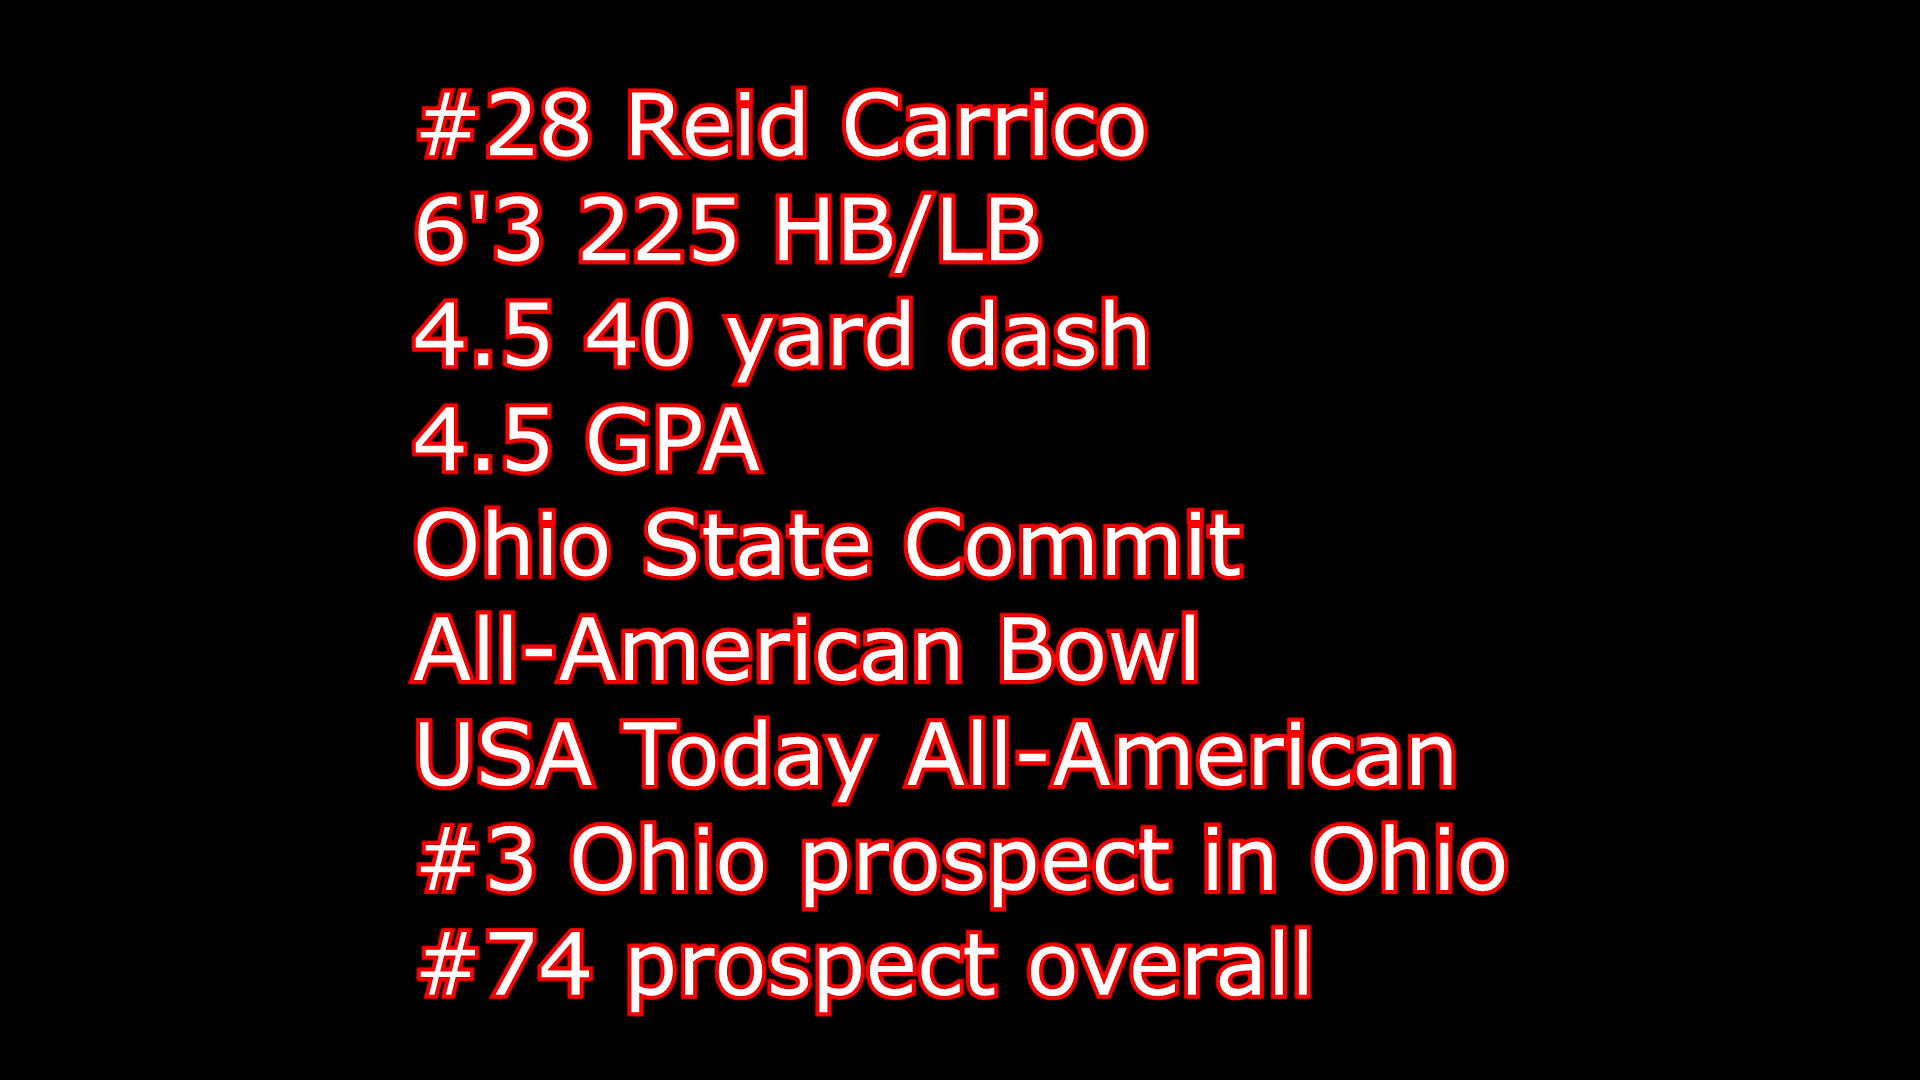 #28 Reid Carrico
6'3 225 HB/LB
4.5 40 yard dash
4.5 GPA
Ohio State Commit
All-American Bowl
USA Today All-American
#3 Ohio prospect in Ohio
#74 prospect overall